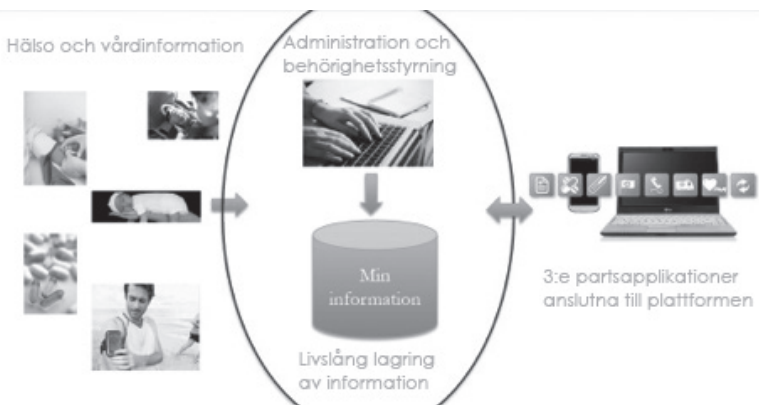 Hälso och vårdinformation
Administration och
behörighetsstyrning
Min
information
Livslång lagring
av information
3:e partsapplikationer
anslutna till plattformen